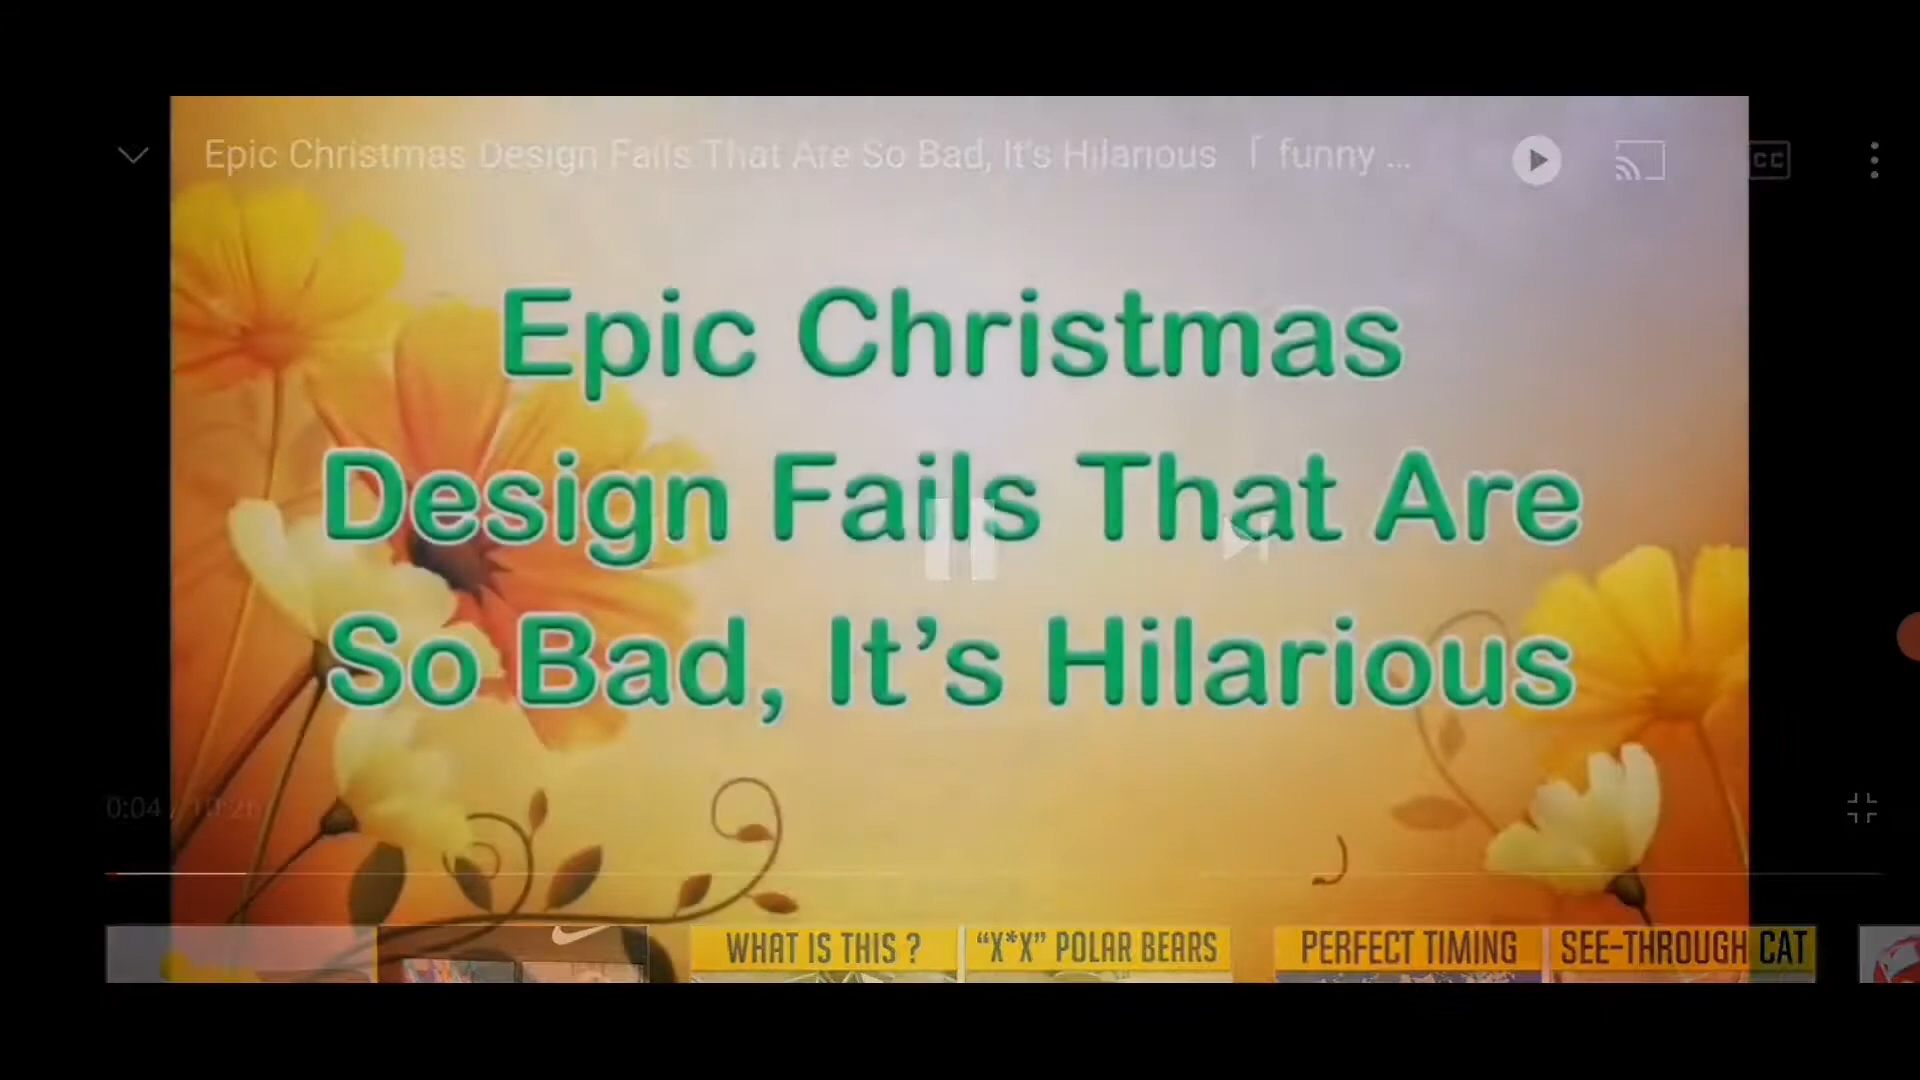 Epic Christmas Design Fails That Are So Bad, It's Hilarious 「 funny ...
CC
Epic Christmas
Design Fails That Are
So Bad, It’s Hilarious
0:04 /
WHAT IS THIS ?
“X*X” POLAR BEARS
PERFECT TIMING
SEE-THROUGH CAT